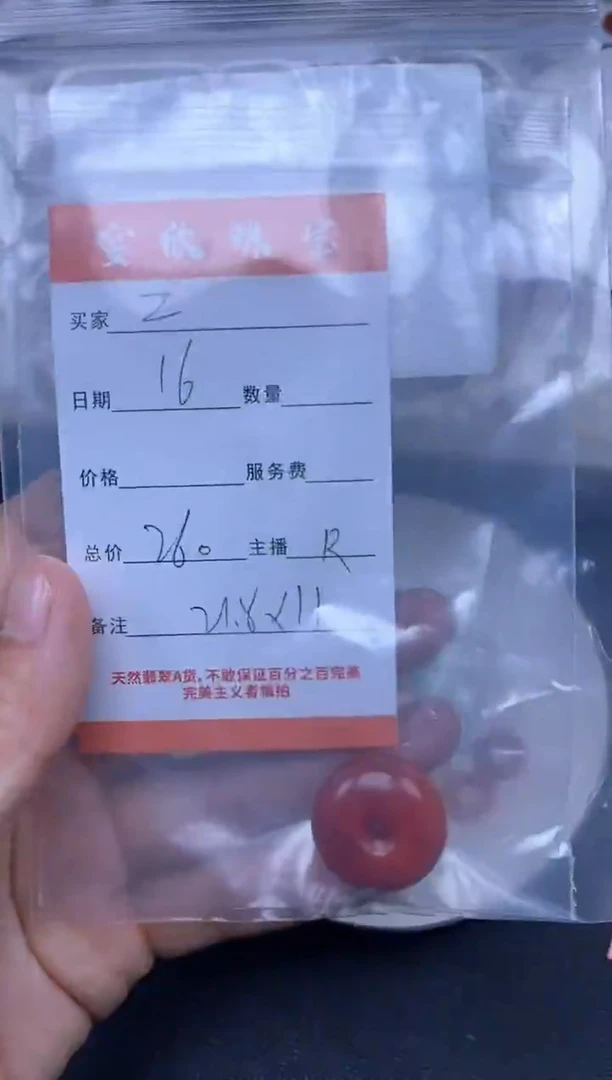 买家 Z
日期 16 数量
价格 服务费
总价 260 主播 R
备注 21.8×11
天然翡翠A货,不敢保证百分之百完美
完美主义者慎拍